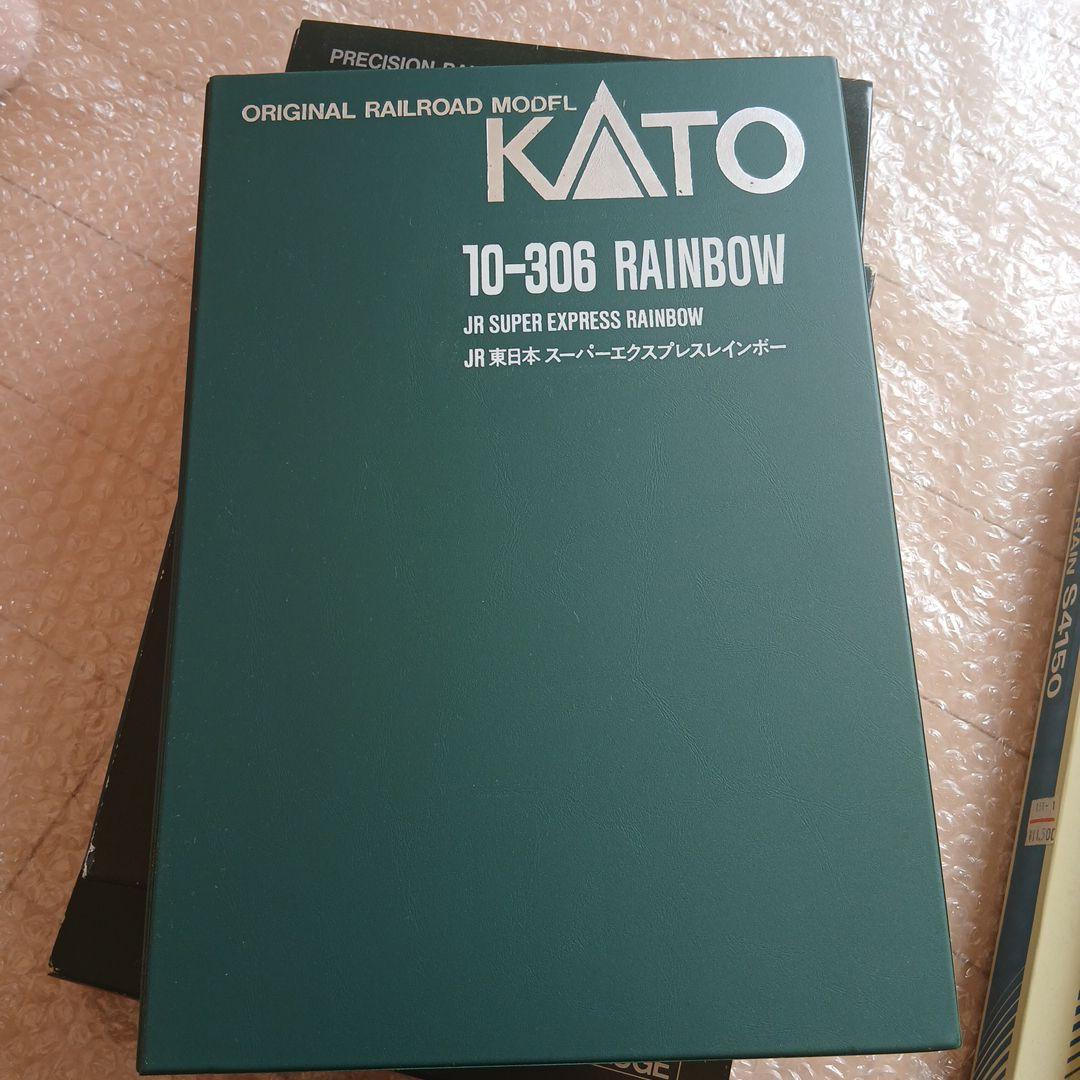 PRECISION
ORIGINAL RAILROAD MODEL
KATO
10-306 RAINBOW
JR SUPER EXPRESS RAINBOW
JR東日本 スーパーエクスプレスレインボー
S4150